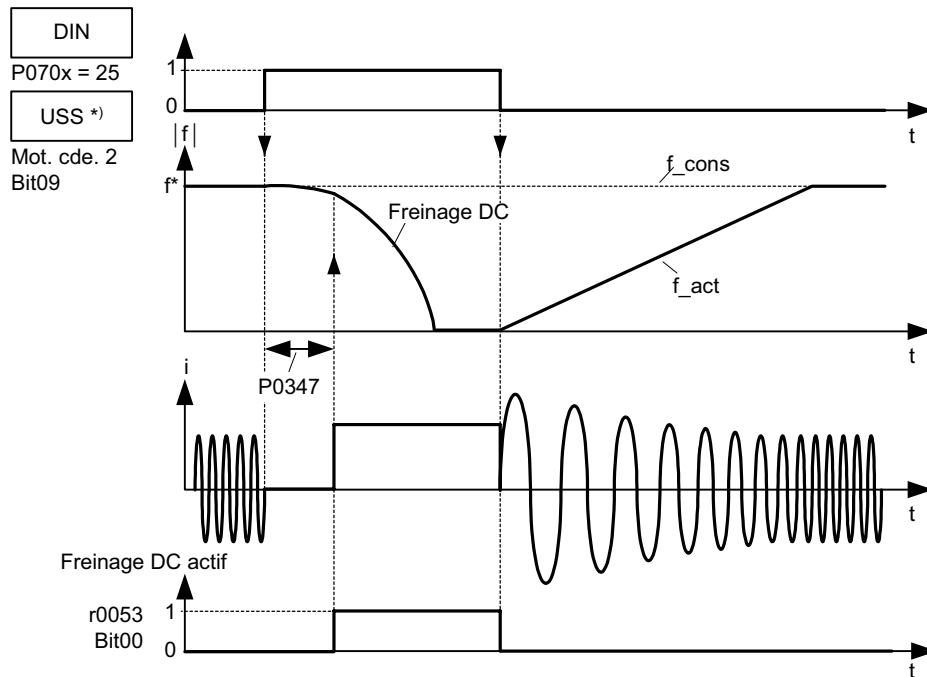 DIN
P070x = 25
1
0
t
USS *)
Mot. cde. 2
Bit09
|f|
f*
f_cons
Freinage DC
f_act
t
P0347
i
t
Freinage DC actif
r0053
Bit00
1
0
t